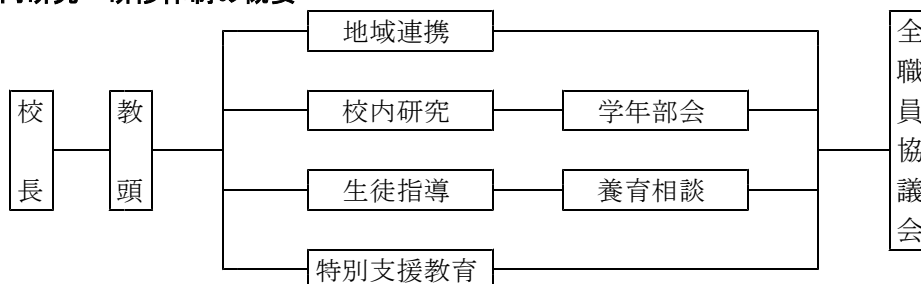 地域連携
校長
教頭
校内研究
学年部会
生徒指導
養育相談
特別支援教育
全職員協議会